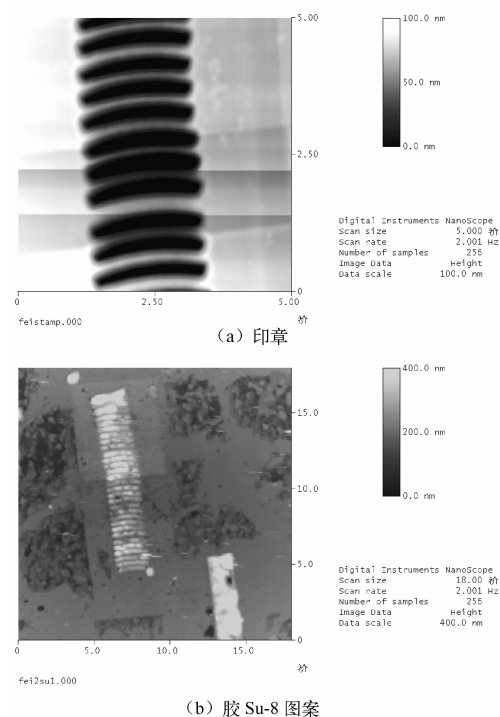 5.00
2.50
0
0
2.50
5.00
价
feistamp.000
100.0 nm
50.0 nm
0.0 nm
Digital Instruments NanoScope
Scan size 5.000 价
Scan rate 2.001 Hz
Number of samples 256
Image Data Height
Data scale 100.0 nm
（a）印章
15.0
10.0
5.0
0
0
5.0
10.0
15.0
价
fei2su1.000
400.0 nm
200.0 nm
0.0 nm
Digital Instruments NanoScope
Scan size 18.00 价
Scan rate 2.001 Hz
Number of samples 256
Image Data Height
Data scale 400.0 nm
（b）胶 Su-8 图案